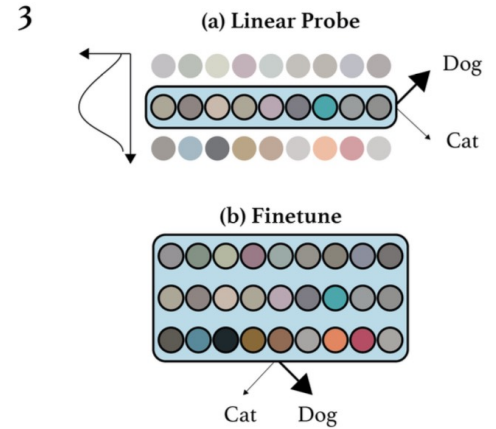 3
(a) Linear Probe
Dog
Cat
(b) Finetune
Cat Dog